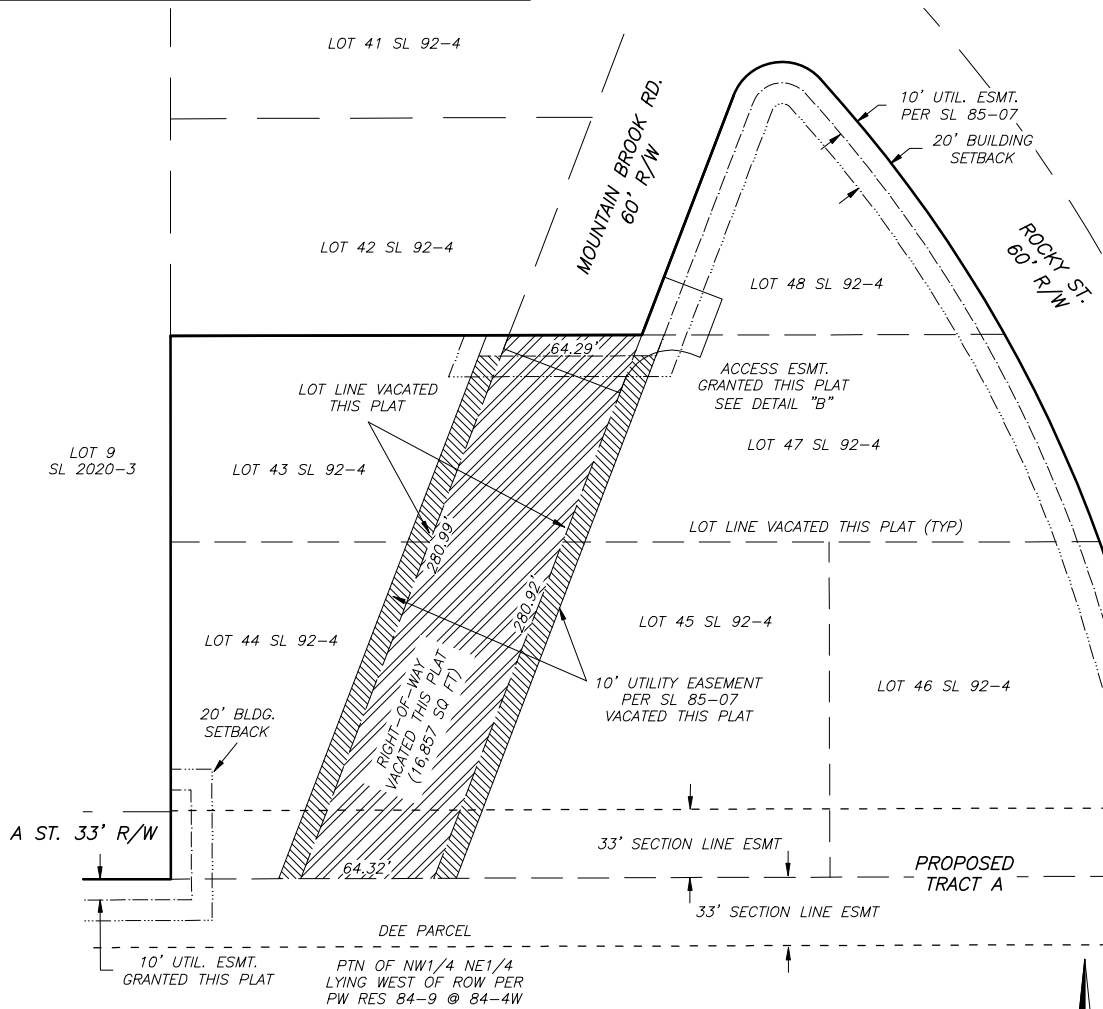 LOT 41 SL 92-4
MOUNTAIN BROOK RD.
60' R/W
10' UTIL. ESMT.
PER SL 85-07
20' BUILDING
SETBACK
LOT 42 SL 92-4
ROCKY ST.
60' R/W
LOT 48 SL 92-4
64.29'
ACCESS ESMT.
GRANTED THIS PLAT
SEE DETAIL "B"
LOT LINE VACATED
THIS PLAT
LOT 9
SL 2020-3
LOT 43 SL 92-4
LOT 47 SL 92-4
LOT LINE VACATED THIS PLAT (TYP)
280.99'
280.92'
LOT 44 SL 92-4
LOT 45 SL 92-4
RIGHT-OF-WAY
VACATED THIS PLAT
(16,857 SQ FT)
10' UTILITY EASEMENT
PER SL 85-07
VACATED THIS PLAT
LOT 46 SL 92-4
20' BLDG.
SETBACK
A ST. 33' R/W
33' SECTION LINE ESMT
64.32'
PROPOSED
TRACT A
33' SECTION LINE ESMT
DEE PARCEL
10' UTIL. ESMT.
GRANTED THIS PLAT
PTN OF NW1/4 NE1/4
LYING WEST OF ROW PER
PW RES 84-9 @ 84-4W